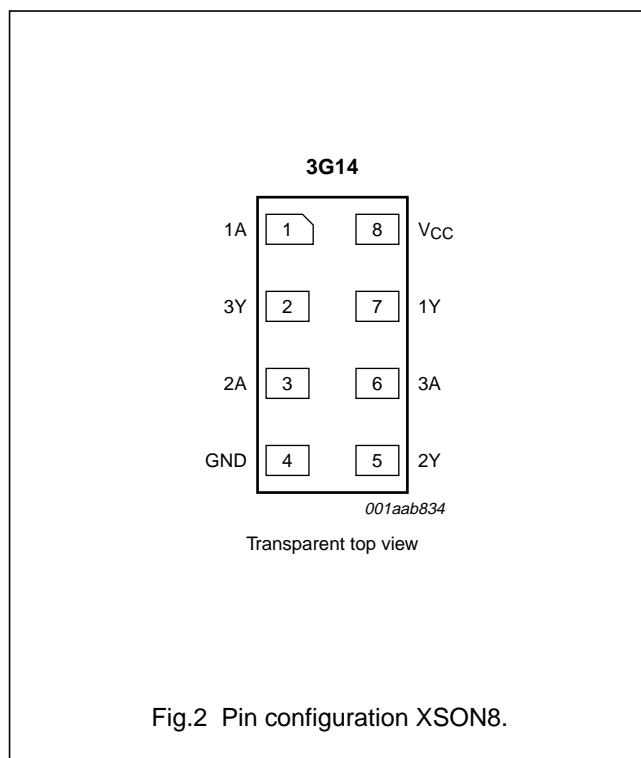 3G14
1A 1 8 VCC
3Y 2 7 1Y
2A 3 6 3A
GND 4 5 2Y
001aab834
Transparent top view
Fig.2 Pin configuration XSON8.